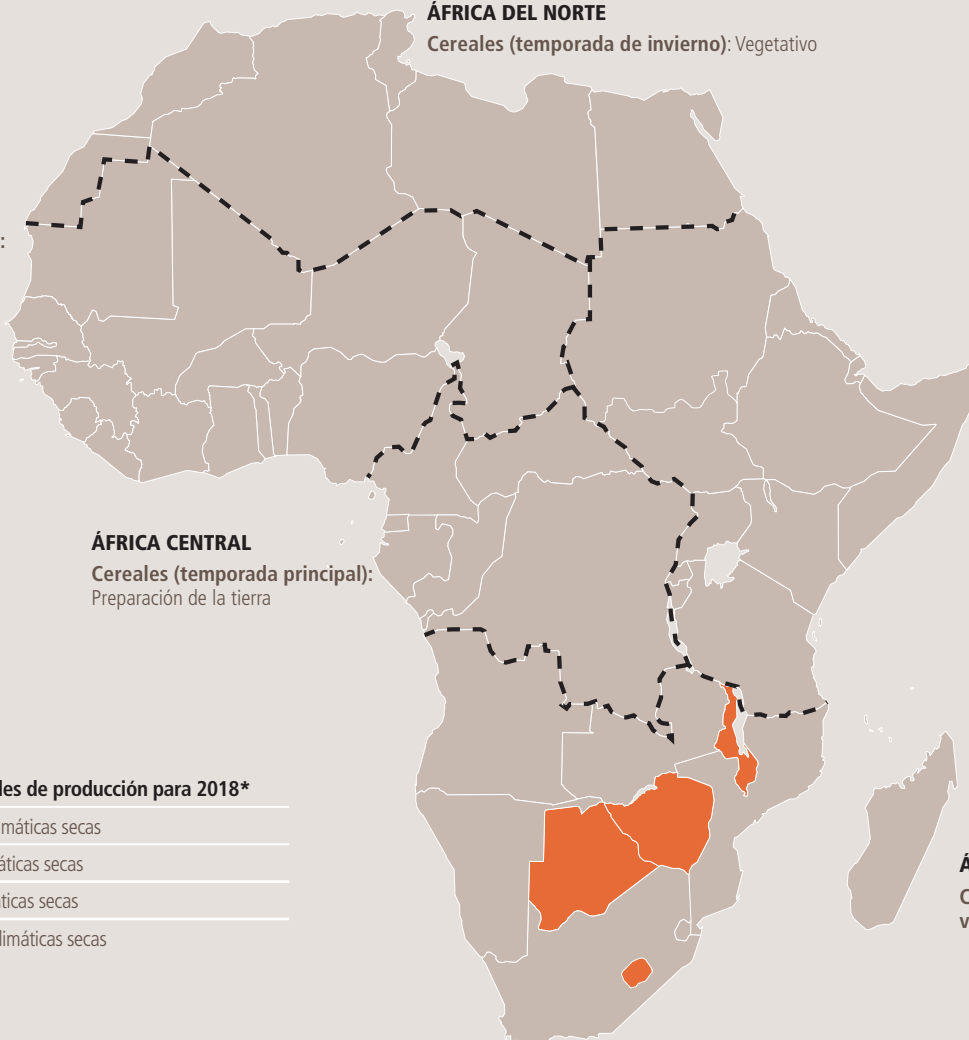 ÁFRICA DEL NORTE
Cereales (temporada de invierno): Vegetativo
:
ÁFRICA CENTRAL
Cereales (temporada principal):
Preparación de la tierra
les de producción para 2018*
máticas secas
áticas secas
ticas secas
limáticas secas
Á
C
v